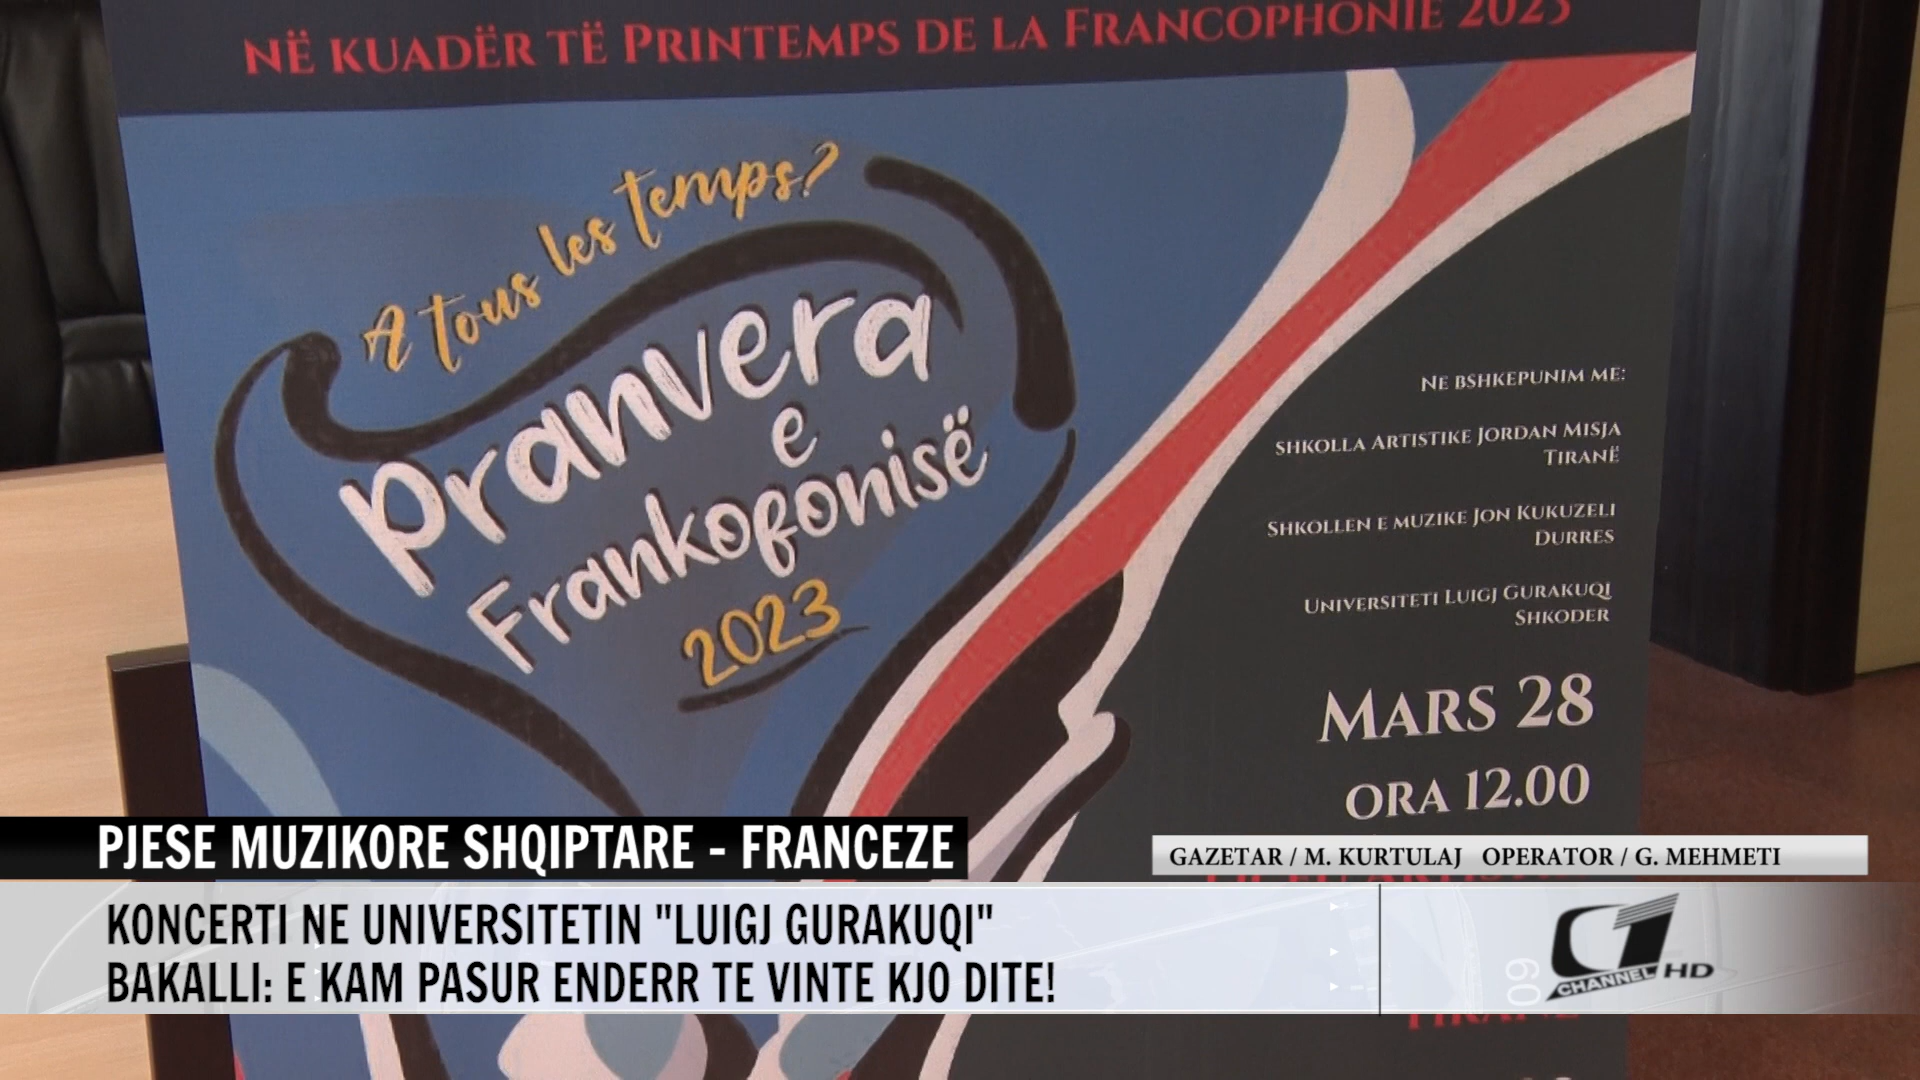 NË KUADËR TË PRINTEMPS DE LA FRANCOPHONIE 2023
A tous les temps?
Pranvera
e
Frankofonisë
2023
NE BSHKEPUNIM ME:
SHKOLLA ARTISTIKE JORDAN MISJA
TIRANË
SHKOLLEN E MUZIKE JON KUKUZELI
DURRES
UNIVERSITETI LUIGJ GURAKUQI
SHKODER
MARS 28
ORA 12.00
PJESE MUZIKORE SHQIPTARE - FRANCEZE
GAZETAR / M. KURTULAJ OPERATOR / G. MEHMETI
KONCERTI NE UNIVERSITETIN "LUIGJ GURAKUQI"
BAKALLI: E KAM PASUR ENDERR TE VINTE KJO DITE!
C1
CHANNEL HD
09
TIRANË